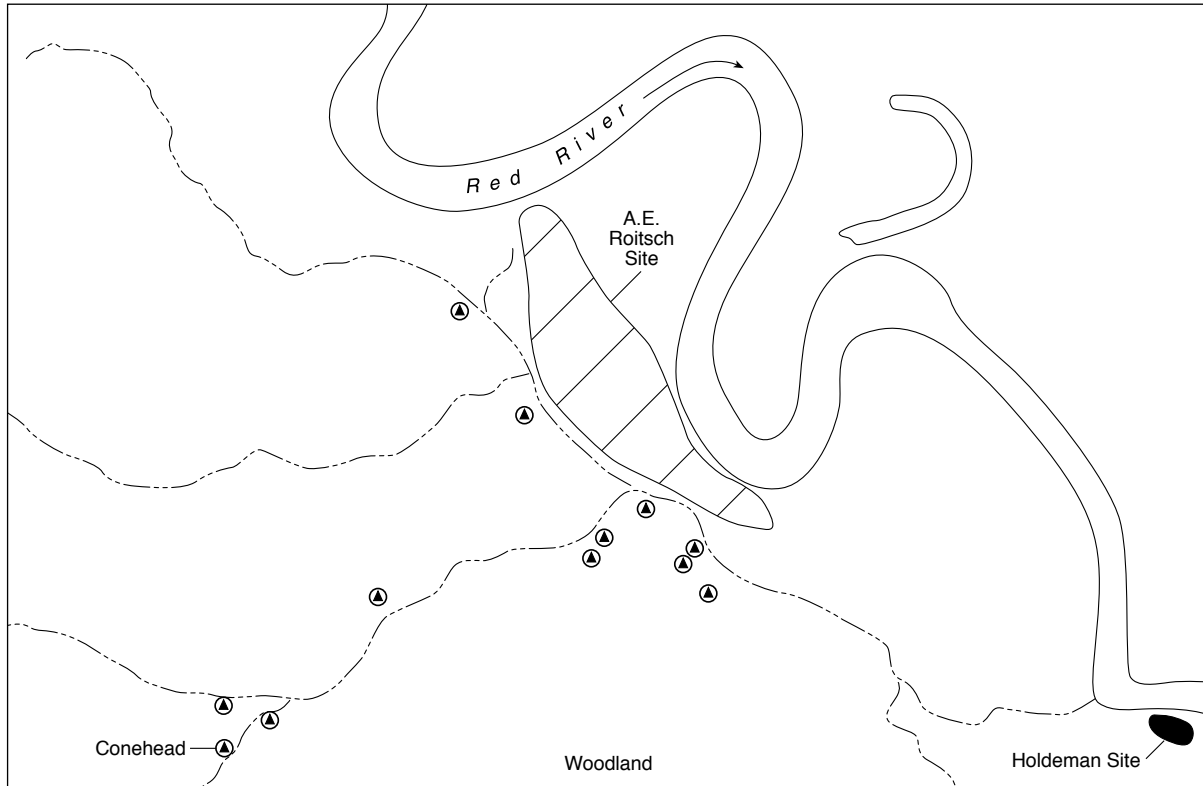 Red River
A.E.
Roitsch
Site
Conehead
Woodland
Holdeman Site